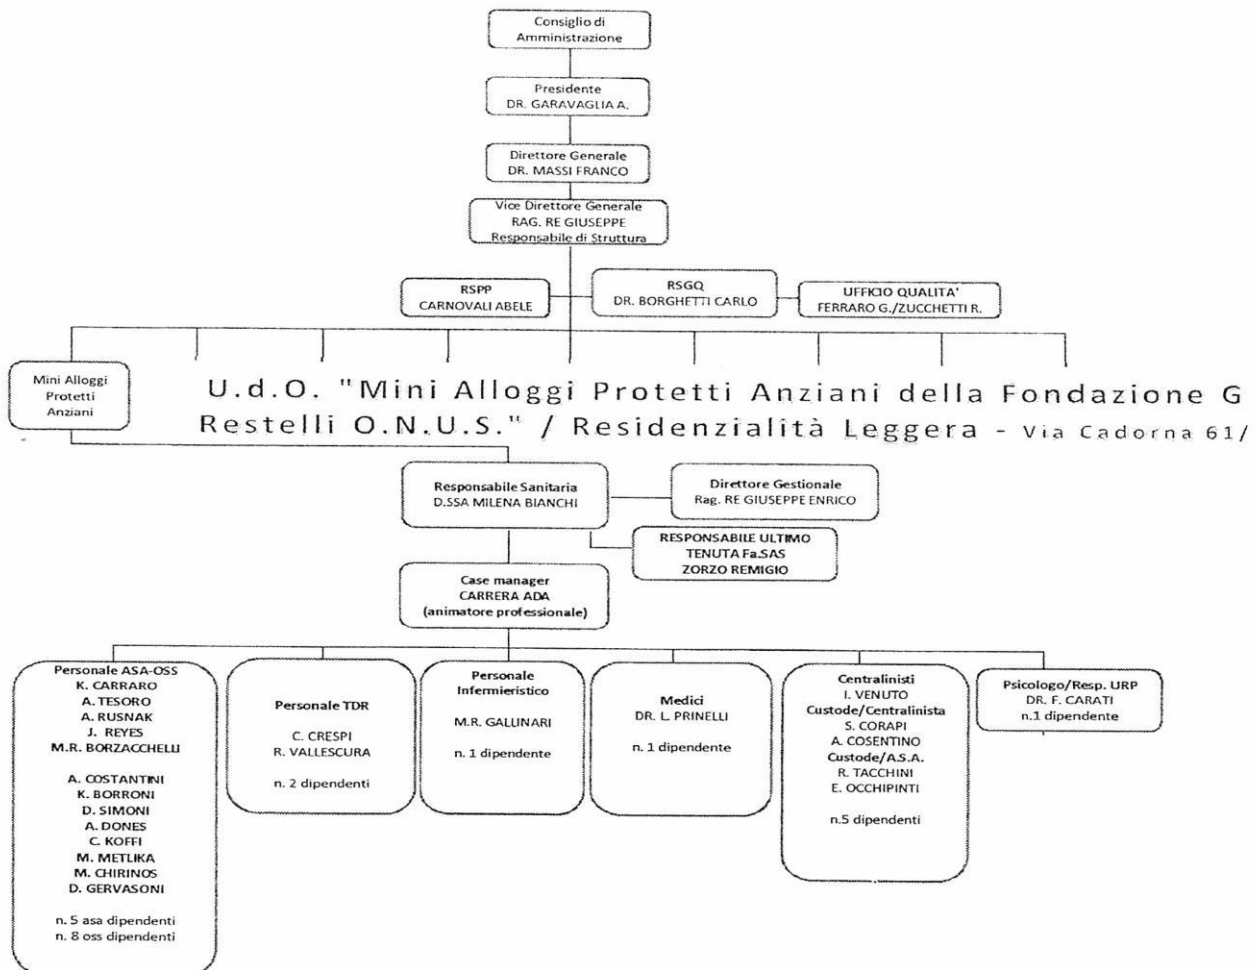 Consiglio di
Amministrazione
Presidente
DR. GARAVAGLIA A.
Direttore Generale
DR. MASSI FRANCO
Vice Direttore Generale
RAG. RE GIUSEPPE
Responsabile di Struttura
RSPP
CARNOVALI ABELE
RSGQ
DR. BORGHETTI CARLO
UFFICIO QUALITA'
FERRARO G./ZUCCHETTI R.
Mini Alloggi
Protetti
Anziani
U.d.O. "Mini Alloggi Protetti Anziani della Fondazione G
Restelli O.N.U.S." / Residenzialità Leggera - Via Cadorna 61/
Responsabile Sanitaria
D.SSA MILENA BIANCHI
Direttore Gestionale
Rag. RE GIUSEPPE ENRICO
RESPONSABILE ULTIMO
TENUTA Fa.SAS
ZORZO REMIGIO
Case manager
CARRERA ADA
(animatore professionale)
Personale ASA-OSS
K. CARRARO
A. TESORO
A. RUSNAK
J. REYES
M.R. BORZACCHELLI
A. COSTANTINI
K. BORRONI
D. SIMONI
A. DONES
C. KOFFI
M. METLIKA
M. CHIRINOS
D. GERVASONI
n. 5 asa dipendenti
n. 8 oss dipendenti
Personale TDR
C. CRESPI
R. VALLESCURA
n. 2 dipendenti
Personale
Infermieristico
M.R. GALLINARI
n. 1 dipendente
Medici
DR. L. PRINELLI
n. 1 dipendente
Centralinisti
I. VENUTO
Custode/Centralinista
S. CORAPI
A. COSENTINO
Custode/A.S.A.
R. TACCHINI
E. OCCHIPINTI
n.5 dipendenti
Psicologo/Resp. URP
DR. F. CARATI
n.1 dipendente